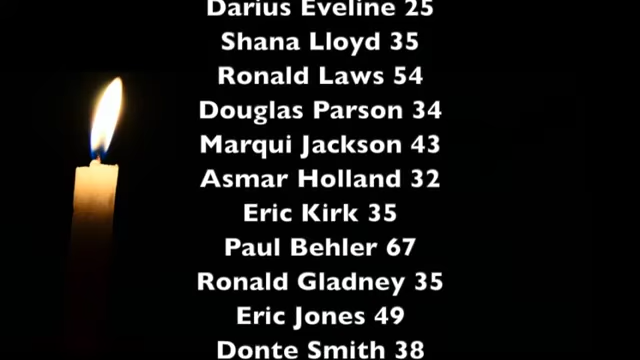 Darius Eveline 25
Shana Lloyd 35
Ronald Laws 54
Douglas Parson 34
Marqui Jackson 43
Asmar Holland 32
Eric Kirk 35
Paul Behler 67
Ronald Gladney 35
Eric Jones 49
Donte Smith 38